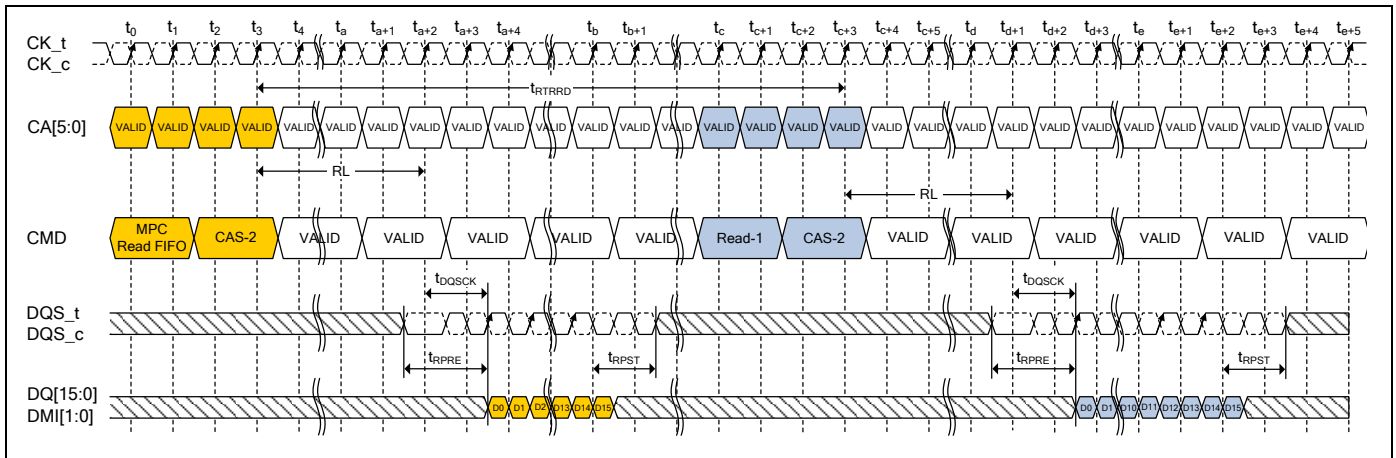 t0 t1 t2 t3 t4 ta ta+1 ta+2 ta+3 ta+4 tb tb+1 tc tc+1 tc+2 tc+3 tc+4 tc+5 td td+1 td+2 td+3 te te+1 te+2 te+3 te+4 te+5
CK_t
CK_c
tRTRRD
CA[5:0] VALID VALID VALID VALID VALID VALID VALID VALID VALID VALID VALID VALID VALID VALID VALID VALID VALID VALID VALID VALID VALID VALID VALID VALID VALID VALID VALID VALID VALID VALID
RL RL
CMD MPC Read FIFO CAS-2 VALID VALID VALID VALID VALID Read-1 CAS-2 VALID VALID VALID VALID VALID VALID
tDQSCK tDQSCK
DQS_t
DQS_c
tRPRE tRPST tRPRE tRPST
DQ[15:0] D0 D1 D2 D13 D14 D15 D0 D1 D10 D11 D12 D13 D14 D15
DMI[1:0]